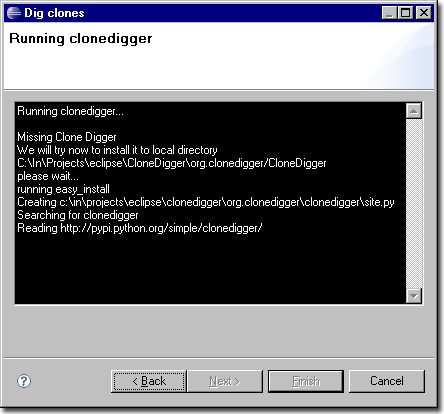 Dig clones
Running clonedigger
Running clonedigger...
Missing Clone Digger
We will try now to install it to local directory
C:\In\Projects\eclipse\CloneDigger\org.clonedigger/CloneDigger
please wait...
running easy_install
Creating c:\in\projects\eclipse\clonedigger\org.clonedigger\clonedigger\site.py
Searching for clonedigger
Reading http://pypi.python.org/simple/clonedigger/
?
< Back
Next >
Finish
Cancel